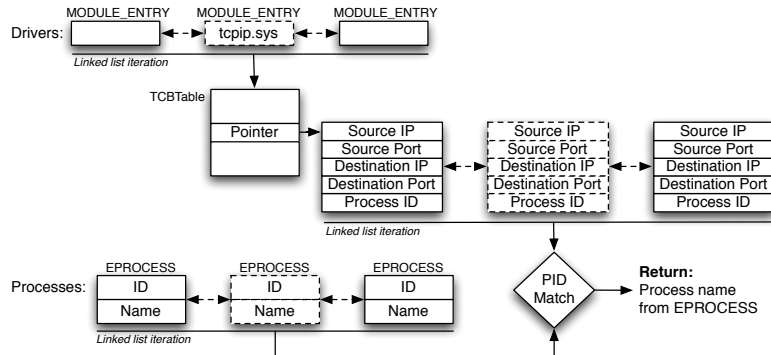 MODULE_ENTRY MODULE_ENTRY MODULE_ENTRY
Drivers: tcpip.sys
Linked list iteration
TCBTable
Pointer
Source IP
Source Port
Destination IP
Destination Port
Process ID
Source IP
Source Port
Destination IP
Destination Port
Process ID
Source IP
Source Port
Destination IP
Destination Port
Process ID
Linked list iteration
PID
Match
Return:
Process name
from EPROCESS
Processes:
EPROCESS
ID
Name
EPROCESS
ID
Name
EPROCESS
ID
Name
Linked list iteration